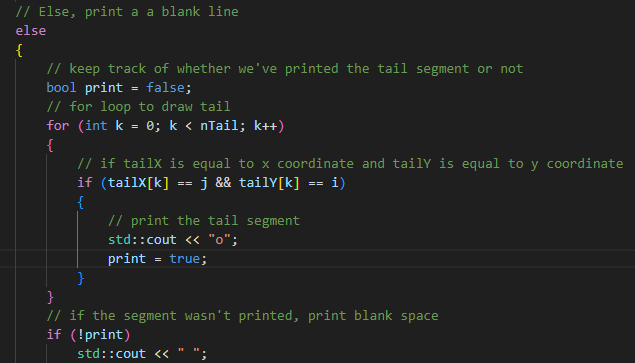 // Else, print a a blank line
else
{
// keep track of whether we've printed the tail segment or not
bool print = false;
// for loop to draw tail
for (int k = 0; k < nTail; k++)
{
// if tailX is equal to x coordinate and tailY is equal to y coordinate
if (tailX[k] == j && tailY[k] == i)
{
// print the tail segment
std::cout << "o";
print = true;
}
}
// if the segment wasn't printed, print blank space
if (!print)
std::cout << " ";